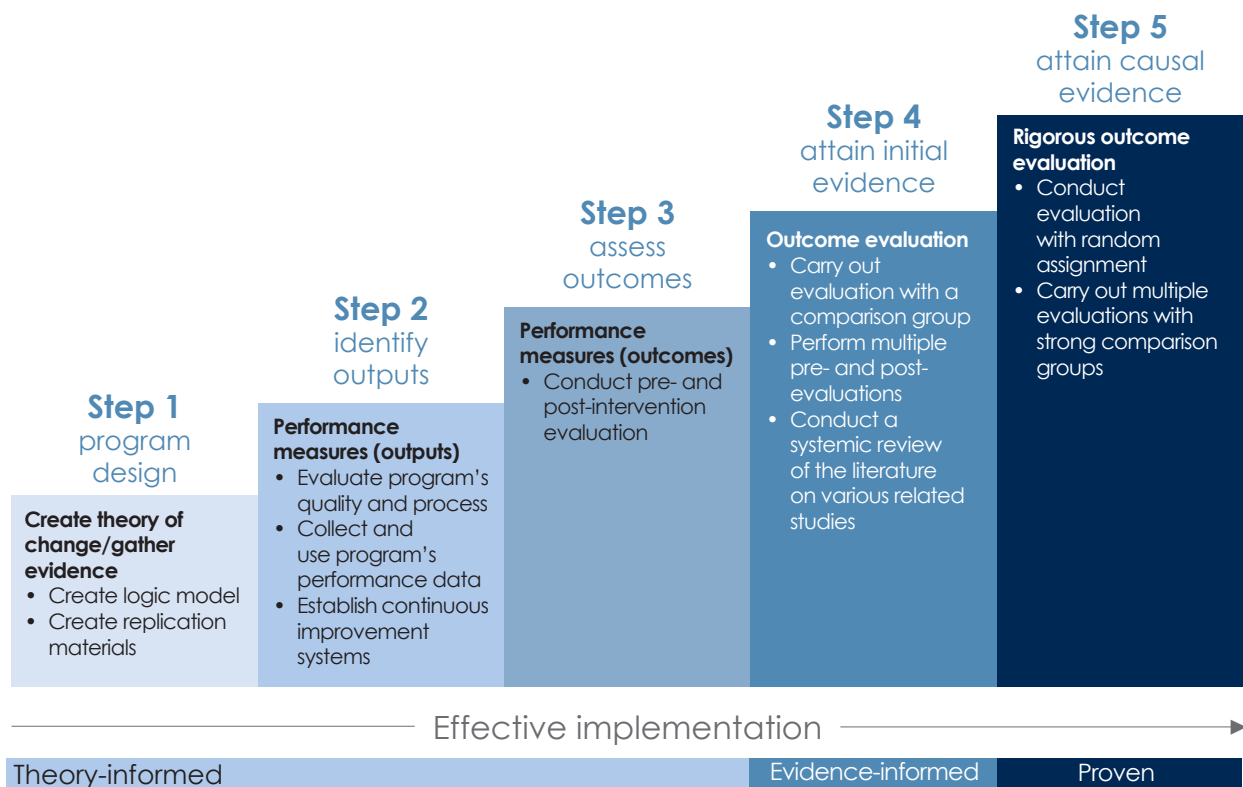 Step 1
program
design
Create theory of
change/gather
evidence
• Create logic model
• Create replication
materials
Step 2
identify
outputs
Performance
measures (outputs)
• Evaluate program’s
quality and process
• Collect and
use program’s
performance data
• Establish continuous
improvement
systems
Step 3
assess
outcomes
Performance
measures (outcomes)
• Conduct pre- and
post-intervention
evaluation
Step 4
attain initial
evidence
Outcome evaluation
• Carry out
evaluation with a
comparison group
• Perform multiple
pre- and post-
evaluations
• Conduct a
systemic review
of the literature
on various related
studies
Step 5
attain causal
evidence
Rigorous outcome
evaluation
• Conduct
evaluation
with random
assignment
• Carry out multiple
evaluations with
strong comparison
groups
Effective implementation
Theory-informed
Evidence-informed
Proven